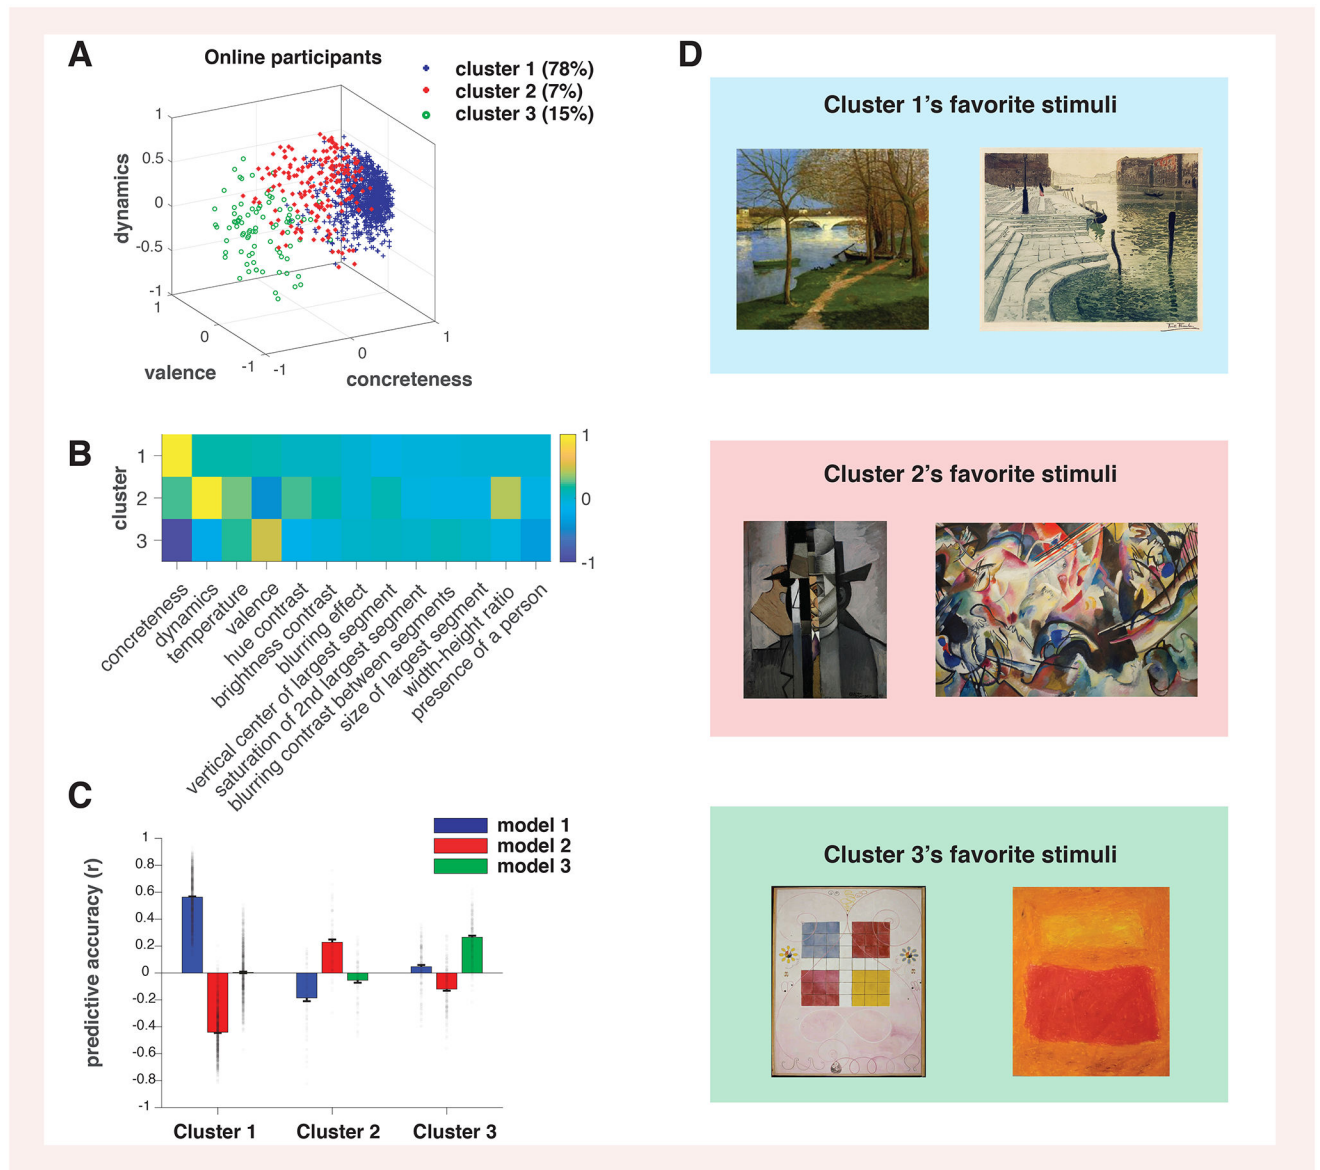 A
Online participants
cluster 1 (78%)
cluster 2 (7%)
cluster 3 (15%)
1
0.5
0
-0.5
-1
dynamics
1
0
-1
valence
-1
0
1
concreteness
B
cluster
1
2
3
1
0
-1
concreteness
dynamics
temperature
valence
hue contrast
brightness contrast
blurring effect
vertical center of largest segment
saturation of 2nd largest segment
blurring contrast between segments
size of largest segment
width-height ratio
presence of a person
C
model 1
model 2
model 3
predictive accuracy (r)
1
0.8
0.6
0.4
0.2
0
-0.2
-0.4
-0.6
-0.8
-1
Cluster 1
Cluster 2
Cluster 3
D
Cluster 1's favorite stimuli
Cluster 2's favorite stimuli
Cluster 3's favorite stimuli